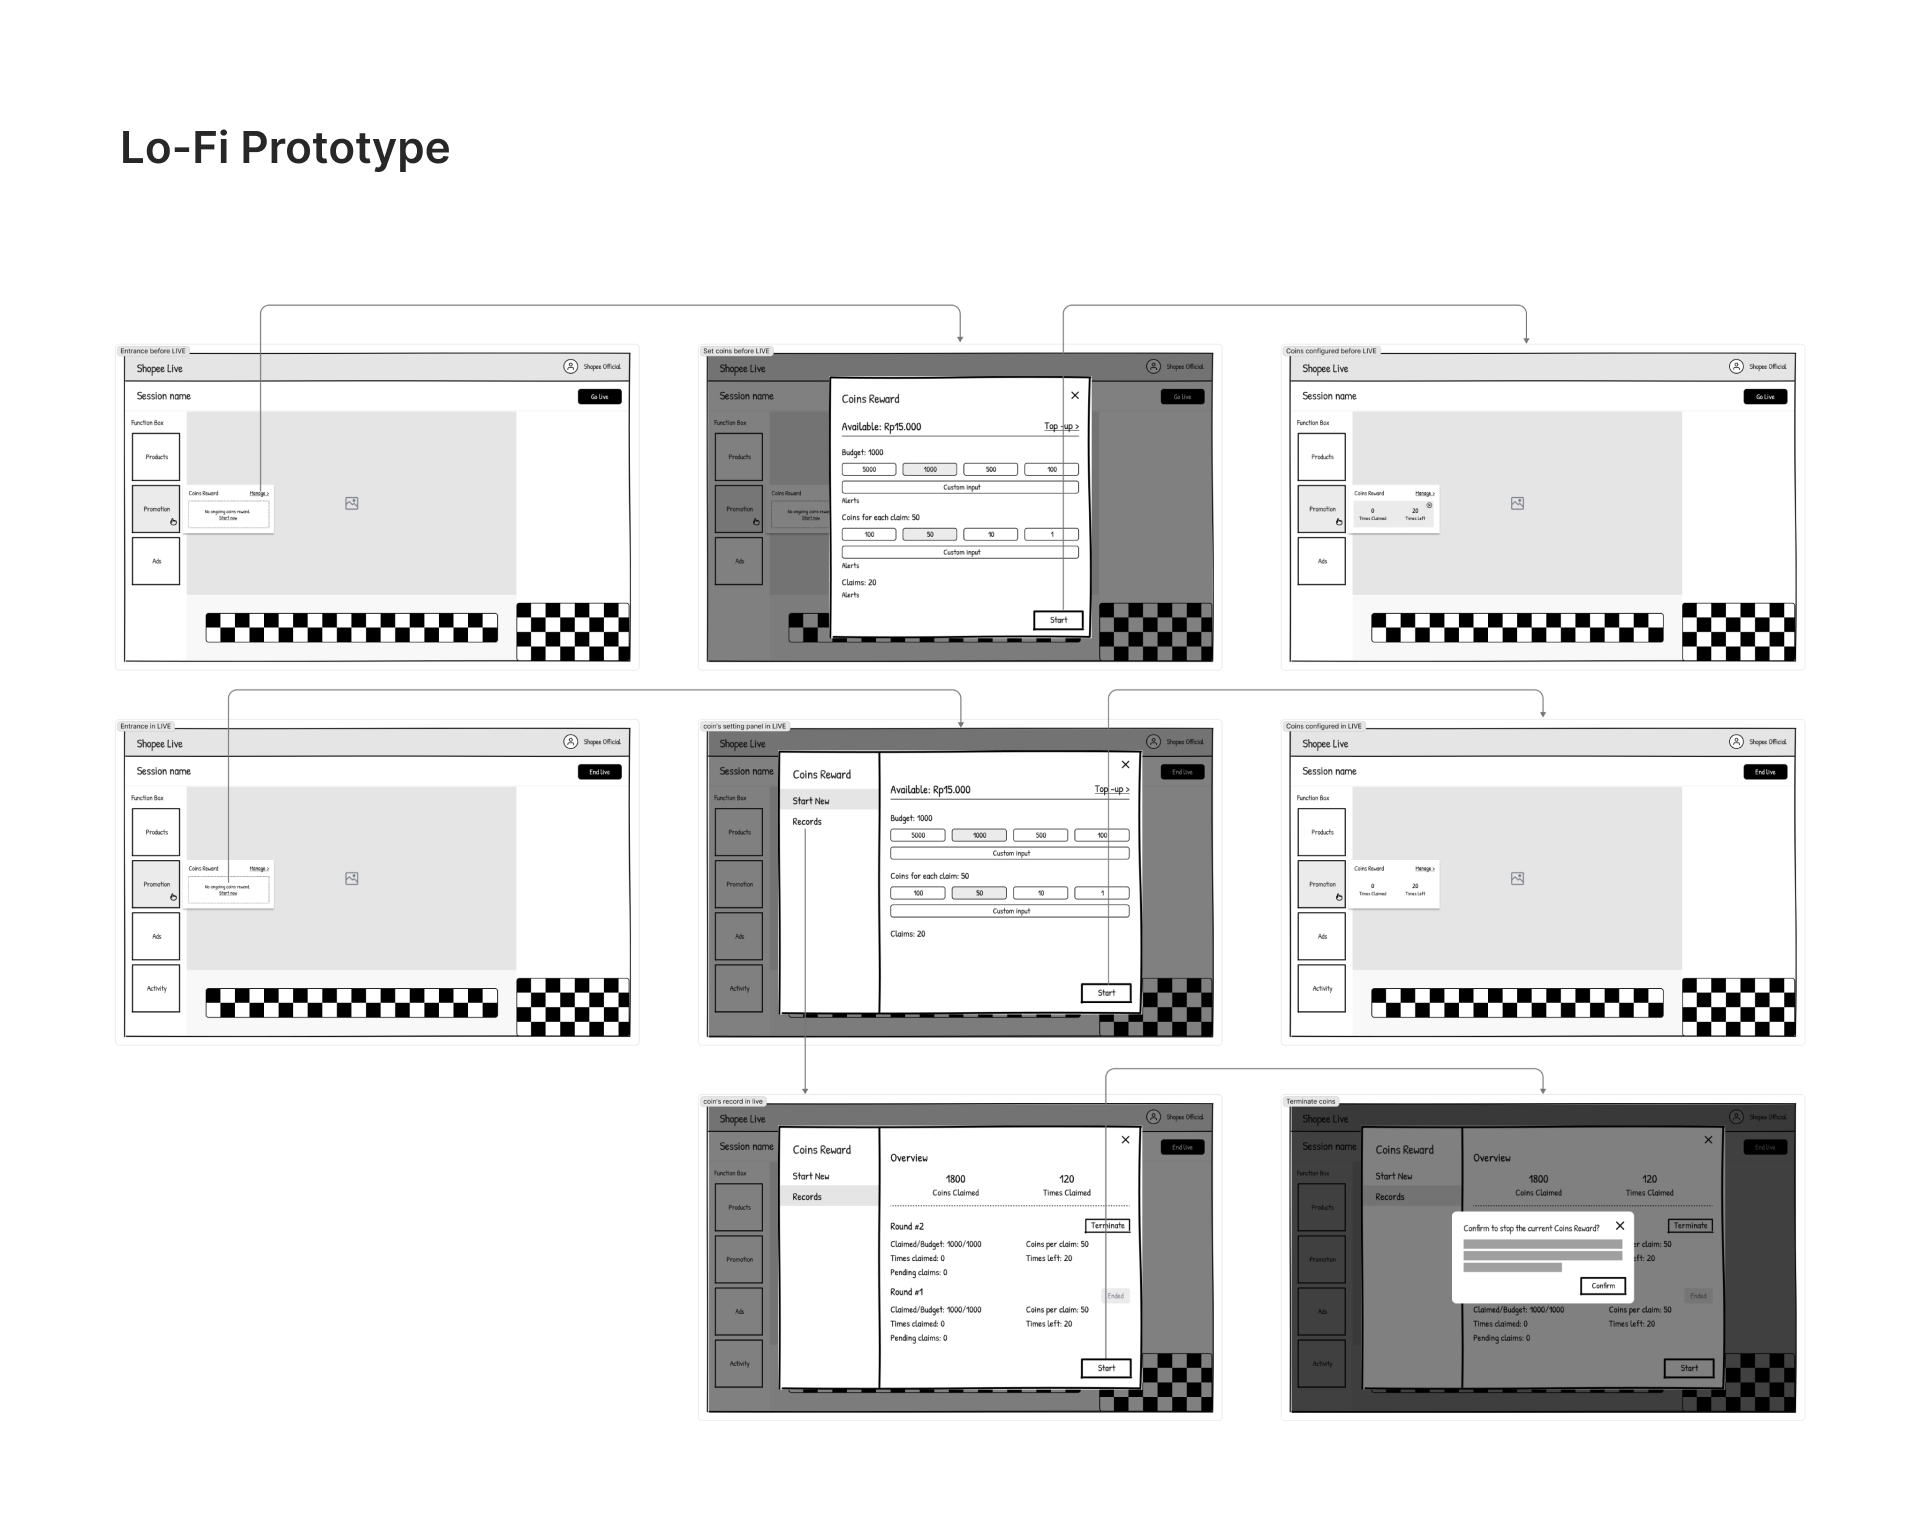 Lo-Fi Prototype
Entrance before LIVE
Shopee Live
Shopee Official
Session name
Go Live
Function Box
Products
Promotion
Coins Reward
Manage >
No ongoing coins reward.
Start now
Ads
Set coins before LIVE
Shopee Live
Shopee Official
Session name
Go Live
Function Box
Products
Promotion
Coins Reward
No ongoing coins rew
Start now
Ads
Coins Reward
Available: Rp15.000
Top -up >
Budget: 1000
5000
1000
500
100
Custom input
Alerts
Coins for each claim: 50
100
50
10
1
Custom input
Alerts
Claims: 20
Alerts
Start
Coins configured before LIVE
Shopee Live
Shopee Official
Session name
Go Live
Function Box
Products
Promotion
Coins Reward
Manage >
0
20
Times Claimed
Times Left
Ads
Entrance in LIVE
Shopee Live
Shopee Official
Session name
End live
Function Box
Products
Promotion
Coins Reward
Manage >
No ongoing coins reward.
Start now
Ads
Activity
coin's setting panel in LIVE
Shopee Live
Shopee Official
Session name
End live
Function Box
Products
Promotion
Ads
Activity
Coins Reward
Start New
Records
Available: Rp15.000
Top -up >
Budget: 1000
5000
1000
500
100
Custom input
Coins for each claim: 50
100
50
10
1
Custom input
Claims: 20
Start
Coins configured in LIVE
Shopee Live
Shopee Official
Session name
End live
Function Box
Products
Promotion
Coins Reward
Manage >
0
20
Times Claimed
Times Left
Ads
Activity
coin's record in live
Shopee Live
Shopee Official
Session name
End live
Function Box
Products
Promotion
Ads
Activity
Coins Reward
Start New
Records
Overview
1800
120
Coins Claimed
Times Claimed
Round #2
Terminate
Claimed/Budget: 1000/1000
Coins per claim: 50
Times claimed: 0
Times left: 20
Pending claims: 0
Round #1
Ended
Claimed/Budget: 1000/1000
Coins per claim: 50
Times claimed: 0
Times left: 20
Pending claims: 0
Start
Terminate coins
Shopee Live
Shopee Official
Session name
End live
Function Box
Products
Promotion
Ads
Activity
Coins Reward
Start New
Records
Overview
1800
120
Coins Claimed
Times Claimed
Terminate
er claim: 50
eft: 20
Confirm to stop the current Coins Reward?
Confirm
Ended
Claimed/Budget: 1000/1000
Coins per claim: 50
Times claimed: 0
Times left: 20
Pending claims: 0
Start